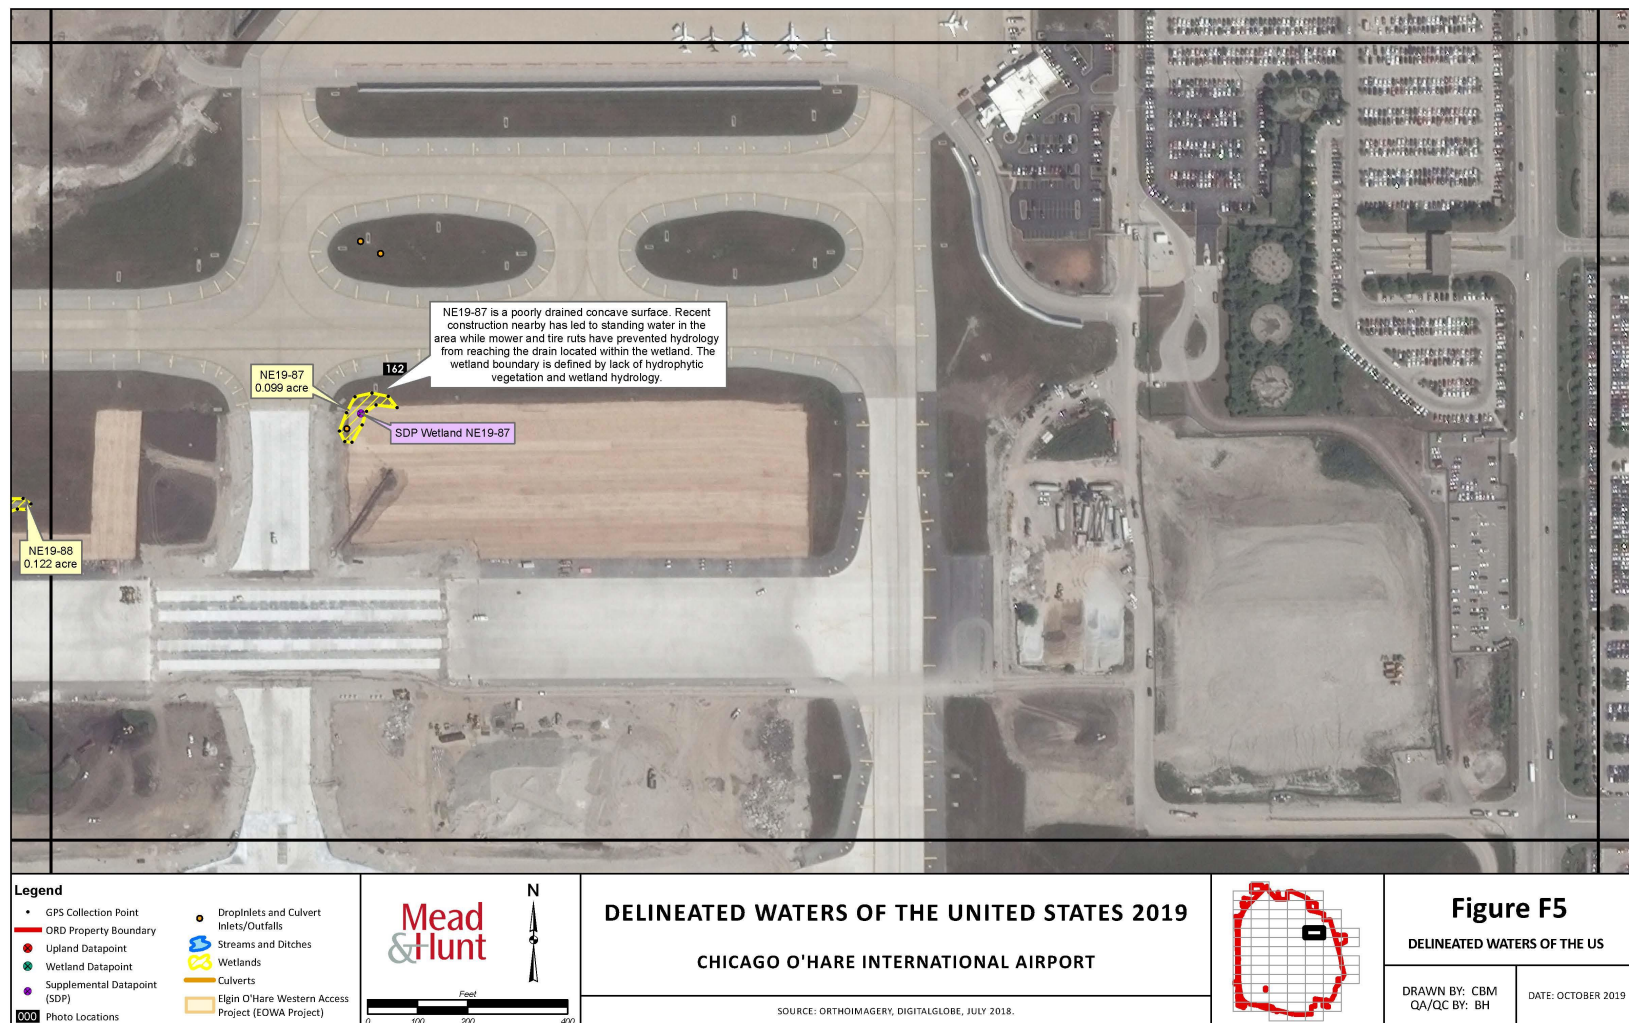 NE19-87 is a poorly drained concave surface. Recent
construction nearby has led to standing water in the
area while mower and tire ruts have prevented hydrology
from reaching the drain located within the wetland. The
wetland boundary is defined by lack of hydrophytic
vegetation and wetland hydrology.
162
NE19-87
0.099 acre
SDP Wetland NE19-87
NE19-88
0.122 acre
Legend
GPS Collection Point
ORD Property Boundary
Upland Datapoint
Wetland Datapoint
Supplemental Datapoint
(SDP)
000 Photo Locations
DropInlets and Culvert
Inlets/Outfalls
Streams and Ditches
Wetlands
Culverts
Elgin O'Hare Western Access
Project (EOWA Project)
Mead
&Hunt
N
Feet
0 100 200 400
DELINEATED WATERS OF THE UNITED STATES 2019
CHICAGO O'HARE INTERNATIONAL AIRPORT
SOURCE: ORTHOIMAGERY, DIGITALGLOBE, JULY 2018.
Figure F5
DELINEATED WATERS OF THE US
DRAWN BY: CBM
QA/QC BY: BH
DATE: OCTOBER 2019